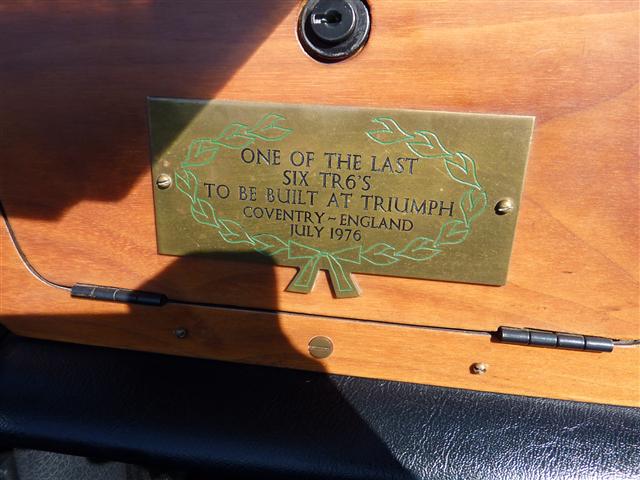 ONE OF THE LAST
SIX TR6'S
TO BE BUILT AT TRIUMPH
COVENTRY~ENGLAND
JULY 1976